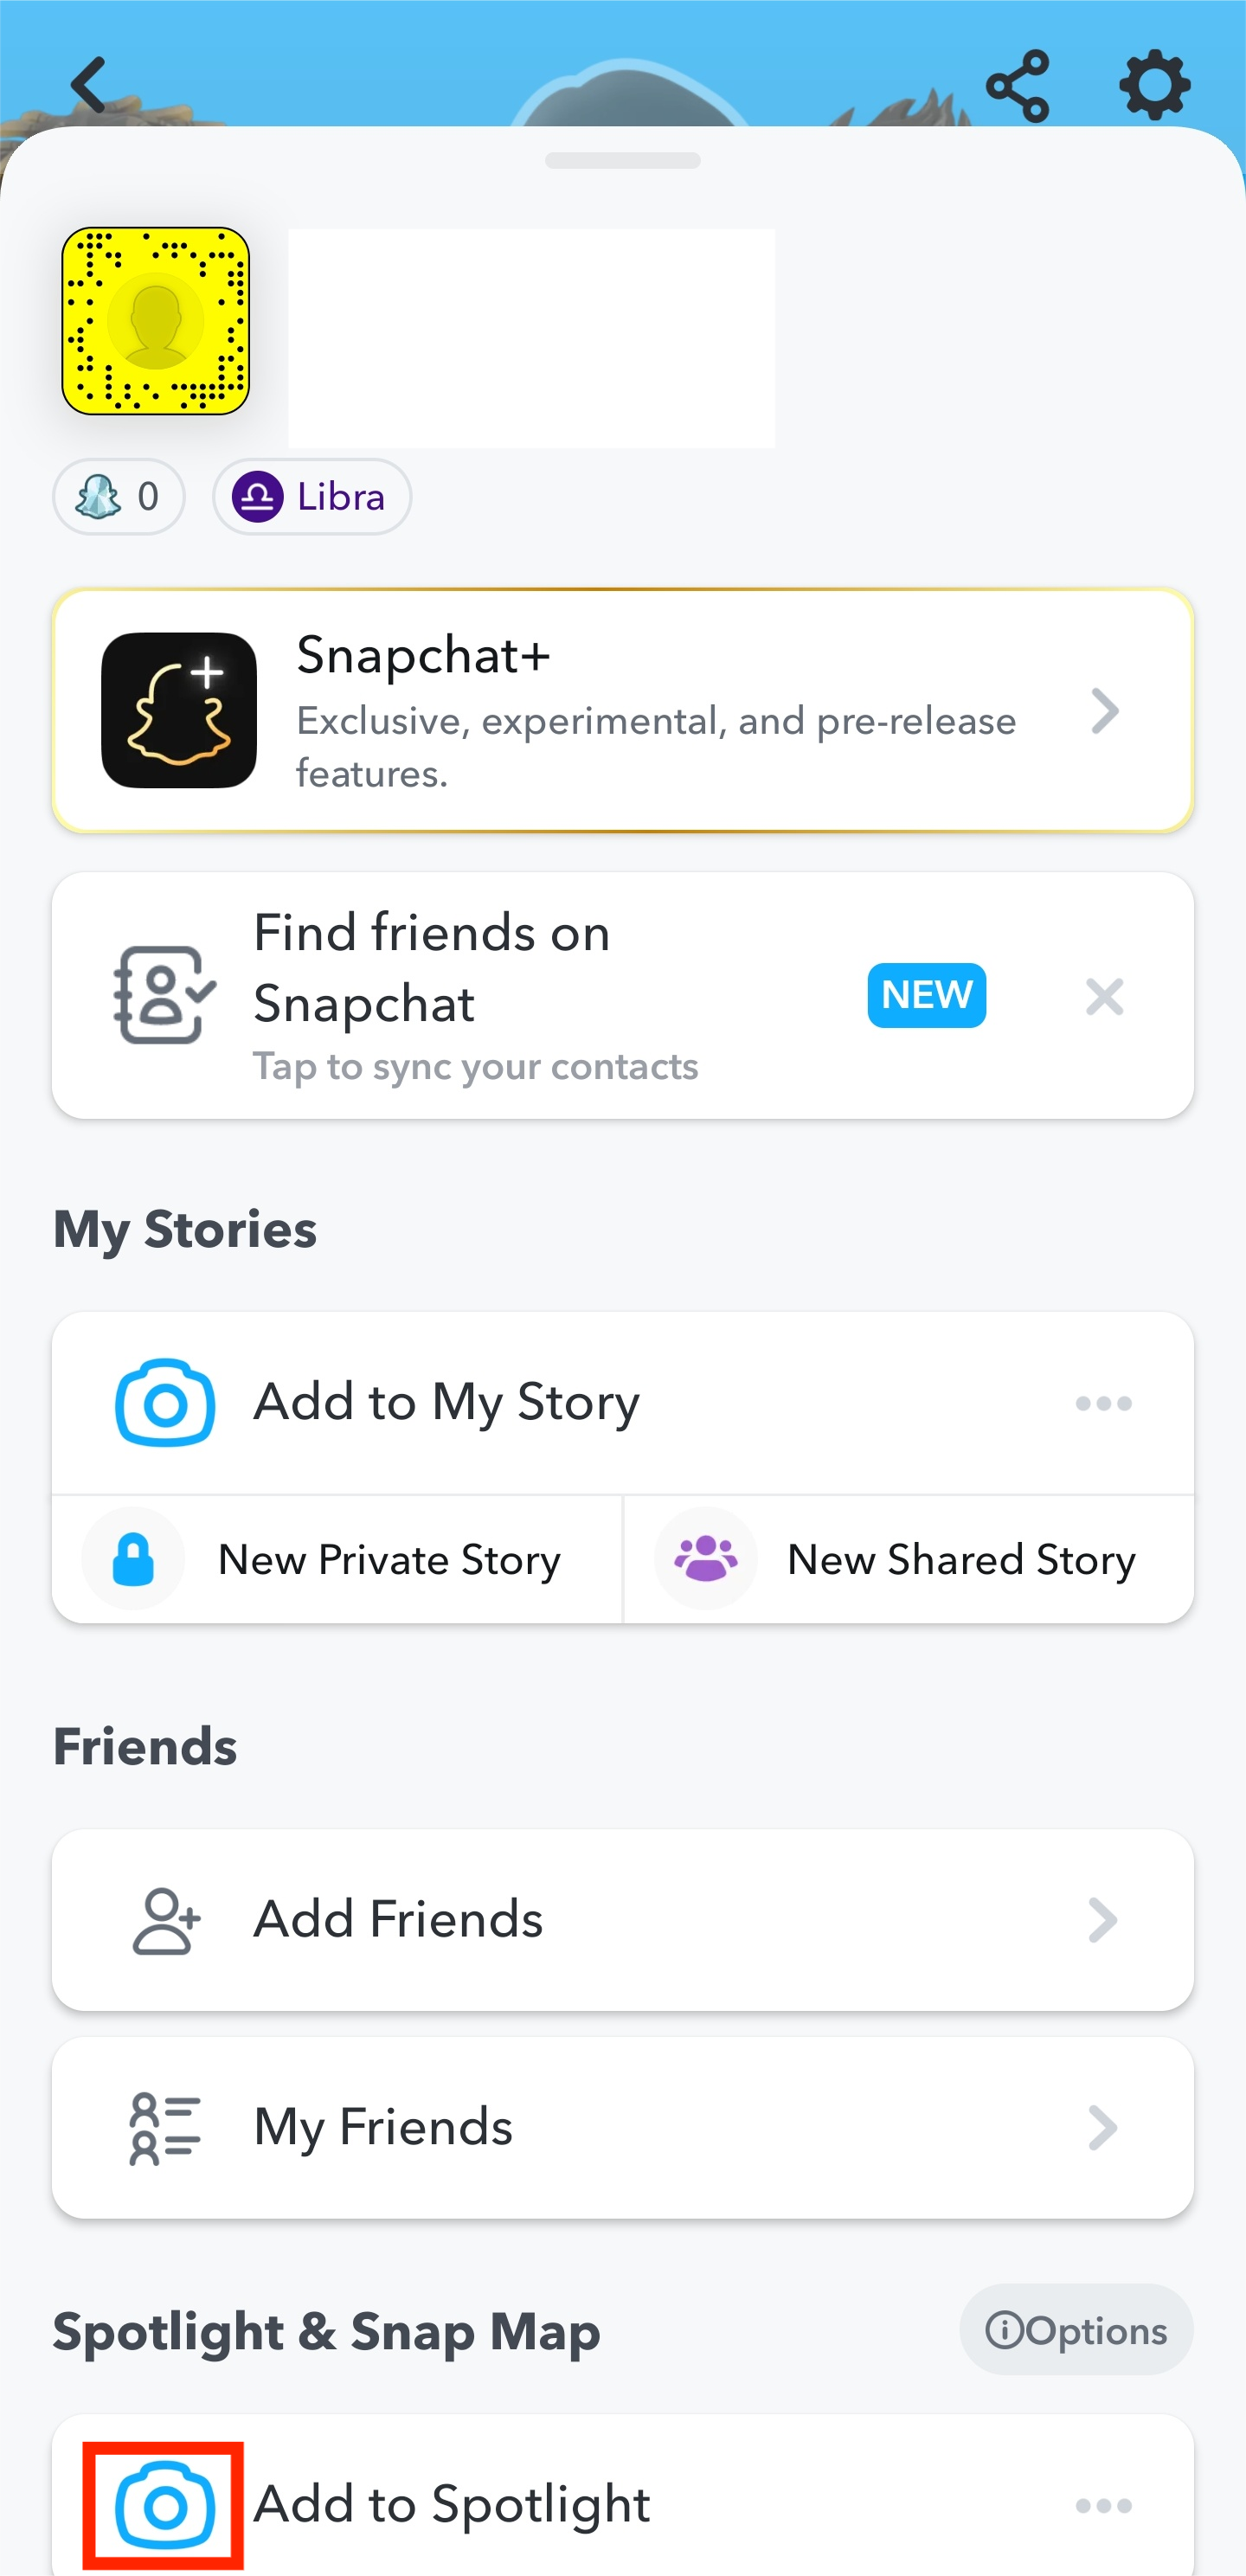 0
Libra
Snapchat+
Exclusive, experimental, and pre-release
features.
Find friends on
Snapchat
NEW
Tap to sync your contacts
My Stories
Add to My Story
New Private Story
New Shared Story
Friends
Add Friends
My Friends
Spotlight & Snap Map
Options
Add to Spotlight